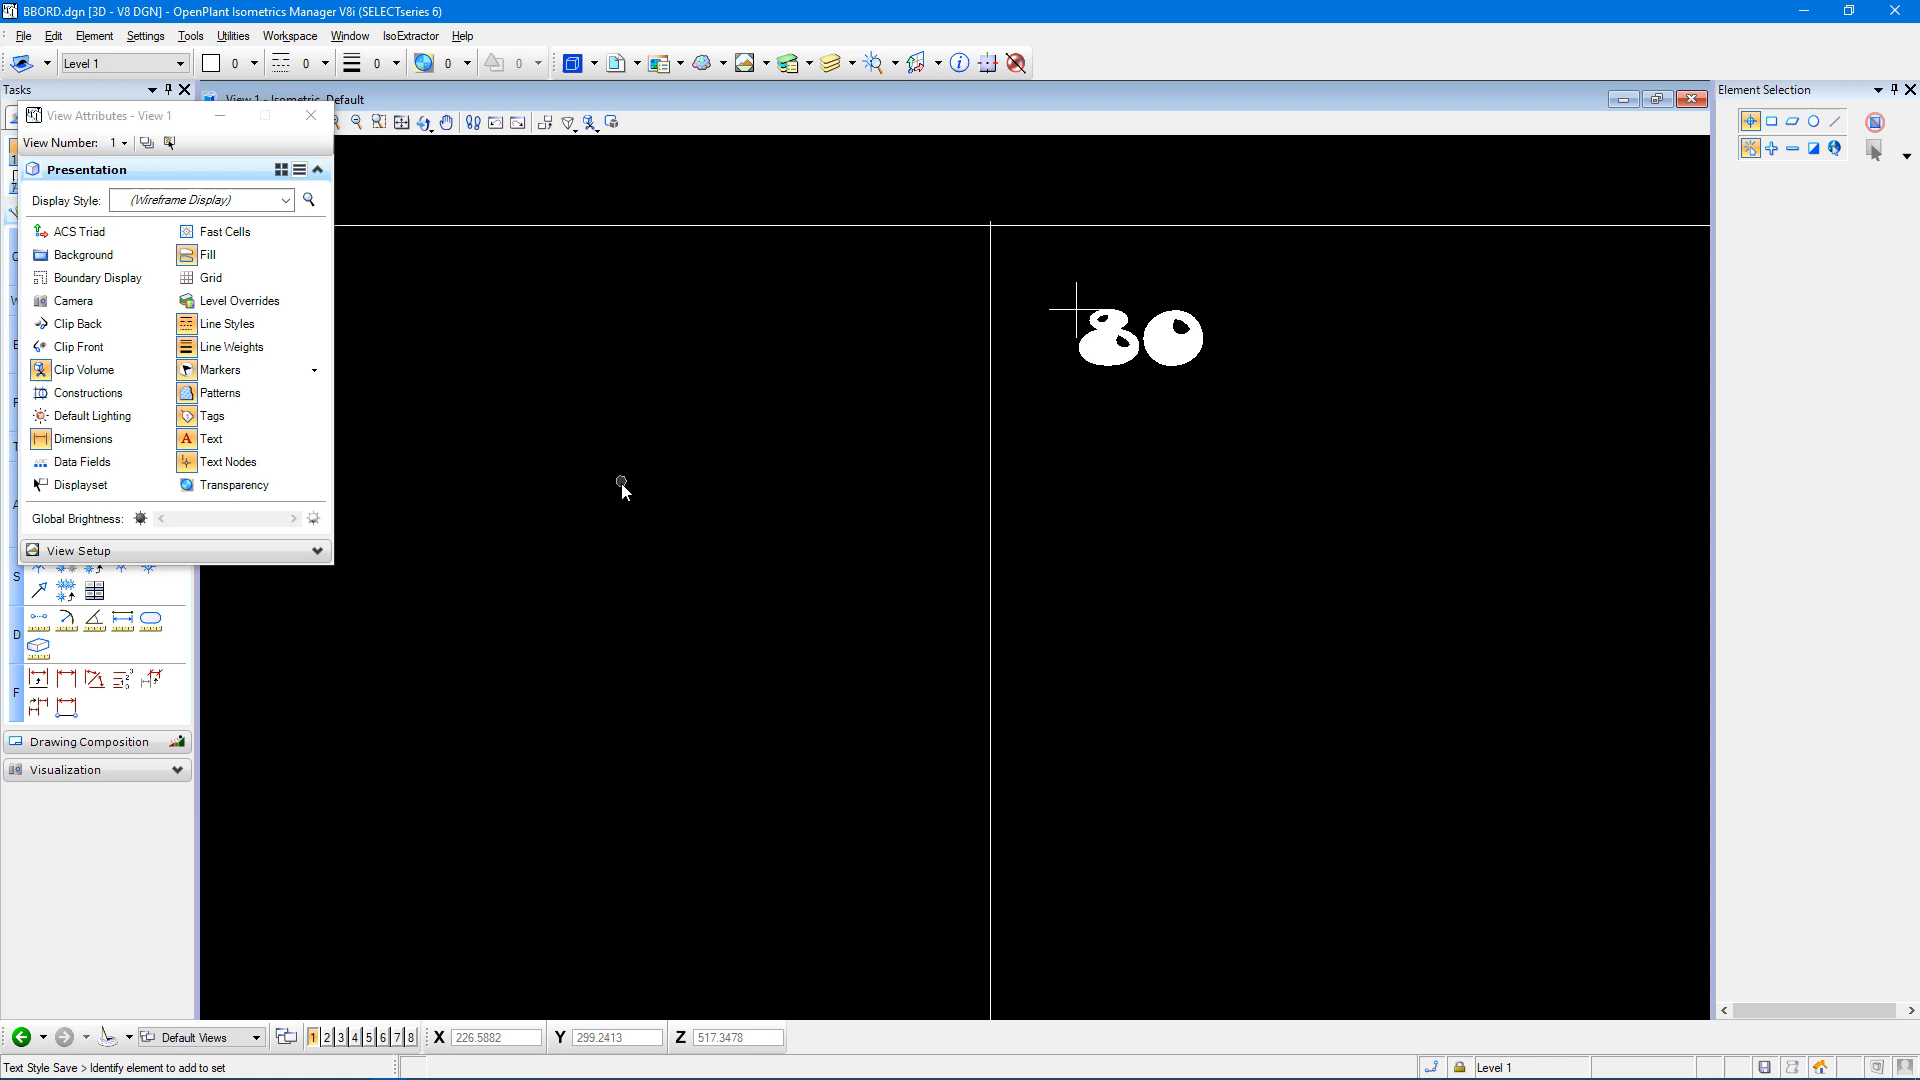 BBORD.dgn [3D - V8 DGN] - OpenPlant Isometrics Manager V8i (SELECTseries 6)
File Edit Element Settings Tools Utilities Workspace Window IsoExtractor Help
Level 1 0 0 0 0 0
Tasks
View 1 - Isometric, Default
Element Selection
View Attributes - View 1
View Number: 1
Presentation
Display Style: (Wireframe Display)
ACS Triad Fast Cells
Background Fill
Boundary Display Grid
Camera Level Overrides
Clip Back Line Styles
Clip Front Line Weights
Clip Volume Markers
Constructions Patterns
Default Lighting Tags
Dimensions Text
Data Fields Text Nodes
Displayset Transparency
Global Brightness:
View Setup
80
S
D
F
Drawing Composition
Visualization
Default Views 1 2 3 4 5 6 7 8 X 226.5882 Y 299.2413 Z 517.3478
Text Style Save > Identify element to add to set Level 1